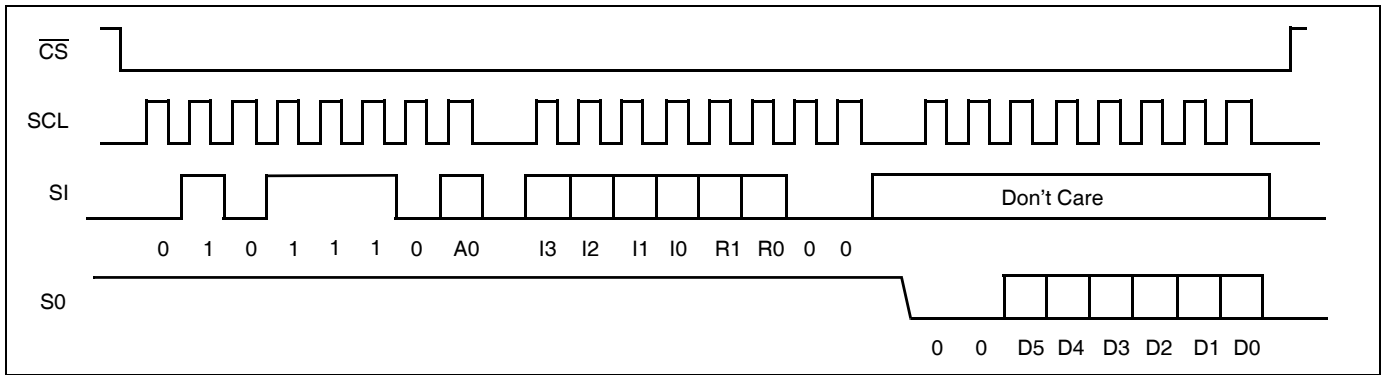 CS
SCL
SI
Don't Care
0 1 0 1 1 1 0 A0 I3 I2 I1 I0 R1 R0 0 0
S0
0 0 D5 D4 D3 D2 D1 D0